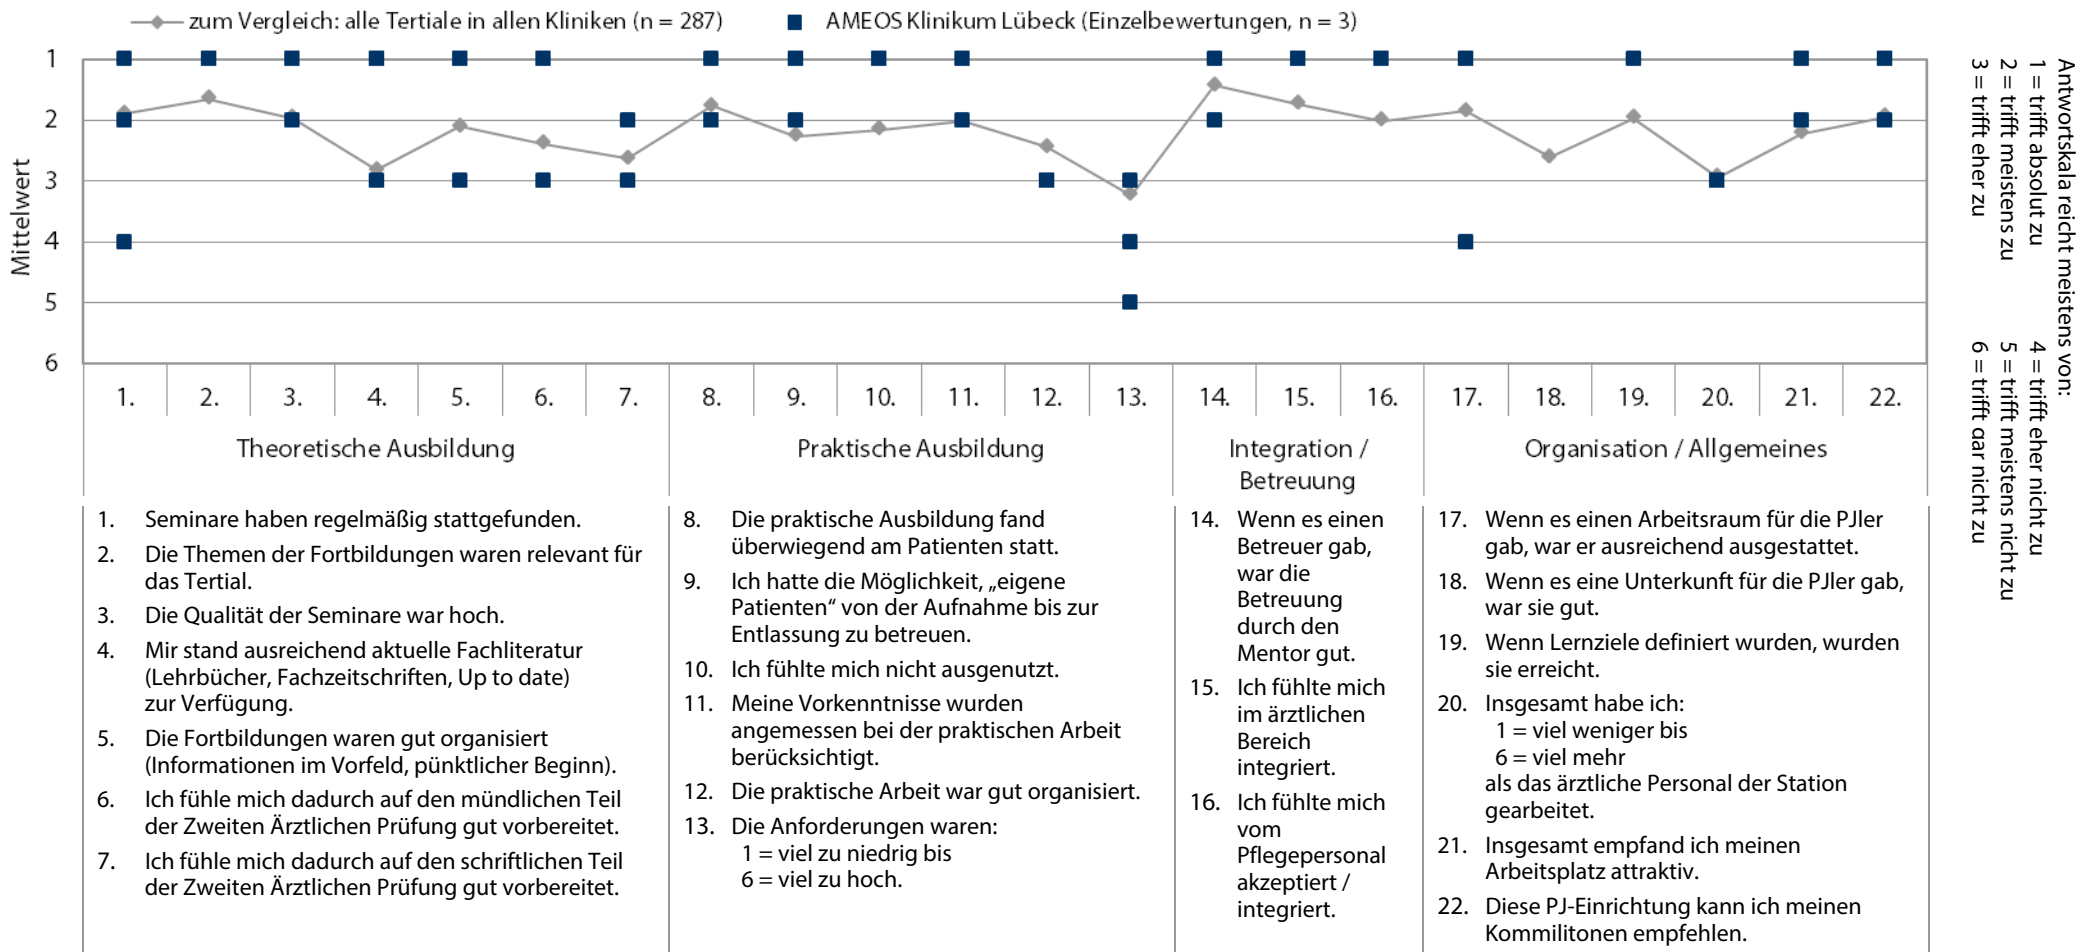 zum Vergleich: alle Tertiale in allen Kliniken (n = 287)
AMEOS Klinikum Lübeck (Einzelbewertungen, n = 3)
Mittelwert
1
2
3
4
5
6
1. 2. 3. 4. 5. 6. 7. 8. 9. 10. 11. 12. 13. 14. 15. 16. 17. 18. 19. 20. 21. 22.
Theoretische Ausbildung
Praktische Ausbildung
Integration /
Betreuung
Organisation / Allgemeines
1. Seminare haben regelmäßig stattgefunden.
2. Die Themen der Fortbildungen waren relevant für
das Tertial.
3. Die Qualität der Seminare war hoch.
4. Mir stand ausreichend aktuelle Fachliteratur
(Lehrbücher, Fachzeitschriften, Up to date)
zur Verfügung.
5. Die Fortbildungen waren gut organisiert
(Informationen im Vorfeld, pünktlicher Beginn).
6. Ich fühle mich dadurch auf den mündlichen Teil
der Zweiten Ärztlichen Prüfung gut vorbereitet.
7. Ich fühle mich dadurch auf den schriftlichen Teil
der Zweiten Ärztlichen Prüfung gut vorbereitet.
8. Die praktische Ausbildung fand
überwiegend am Patienten statt.
9. Ich hatte die Möglichkeit, „eigene
Patienten“ von der Aufnahme bis zur
Entlassung zu betreuen.
10. Ich fühlte mich nicht ausgenutzt.
11. Meine Vorkenntnisse wurden
angemessen bei der praktischen Arbeit
berücksichtigt.
12. Die praktische Arbeit war gut organisiert.
13. Die Anforderungen waren:
1 = viel zu niedrig bis
6 = viel zu hoch.
14. Wenn es einen
Betreuer gab,
war die
Betreuung
durch den
Mentor gut.
15. Ich fühlte mich
im ärztlichen
Bereich
integriert.
16. Ich fühlte mich
vom
Pflegepersonal
akzeptiert /
integriert.
17. Wenn es einen Arbeitsraum für die PJler
gab, war er ausreichend ausgestattet.
18. Wenn es eine Unterkunft für die PJler gab,
war sie gut.
19. Wenn Lernziele definiert wurden, wurden
sie erreicht.
20. Insgesamt habe ich:
1 = viel weniger bis
6 = viel mehr
als das ärztliche Personal der Station
gearbeitet.
21. Insgesamt empfand ich meinen
Arbeitsplatz attraktiv.
22. Diese PJ-Einrichtung kann ich meinen
Kommilitonen empfehlen.
Antwortskala reicht meistens von:
1 = trifft absolut zu
2 = trifft meistens zu
3 = trifft eher zu
4 = trifft eher nicht zu
5 = trifft meistens nicht zu
6 = trifft gar nicht zu